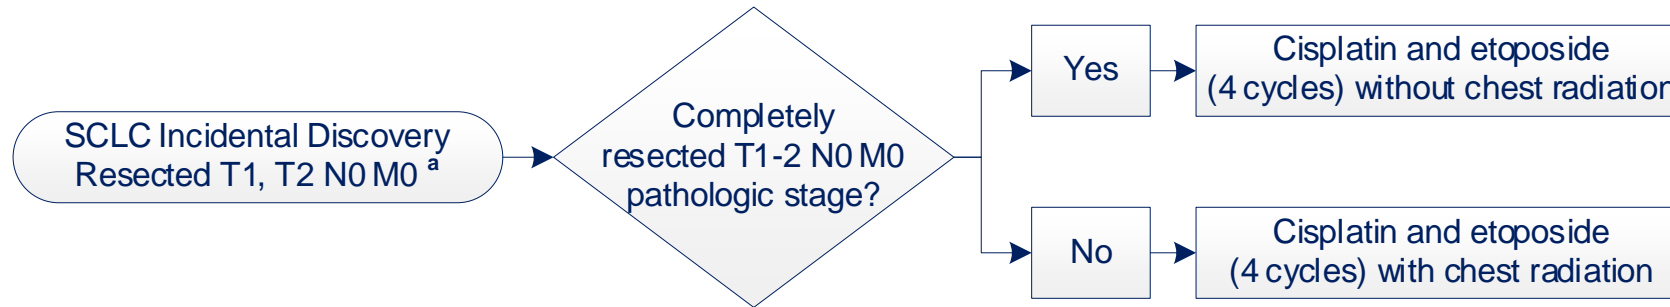 SCLC Incidental Discovery
Resected T1, T2 N0 M0 a
Completely
resected T1-2 N0 M0
pathologic stage?
Yes
Cisplatin and etoposide
(4 cycles) without chest radiation
No
Cisplatin and etoposide
(4 cycles) with chest radiation